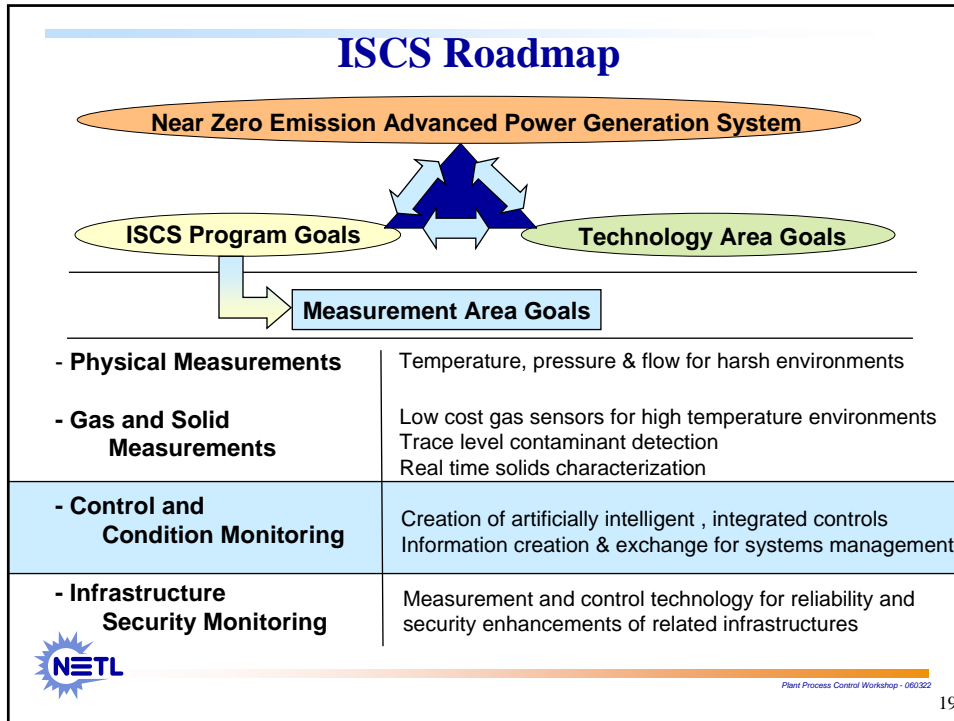 ISCS Roadmap
Near Zero Emission Advanced Power Generation System
ISCS Program Goals
Technology Area Goals
Measurement Area Goals
- Physical Measurements
Temperature, pressure & flow for harsh environments
- Gas and Solid
Measurements
Low cost gas sensors for high temperature environments
Trace level contaminant detection
Real time solids characterization
- Control and
Condition Monitoring
Creation of artificially intelligent , integrated controls
Information creation & exchange for systems management
- Infrastructure
Security Monitoring
Measurement and control technology for reliability and
security enhancements of related infrastructures
NETL
Plant Process Control Workshop - 060322
19